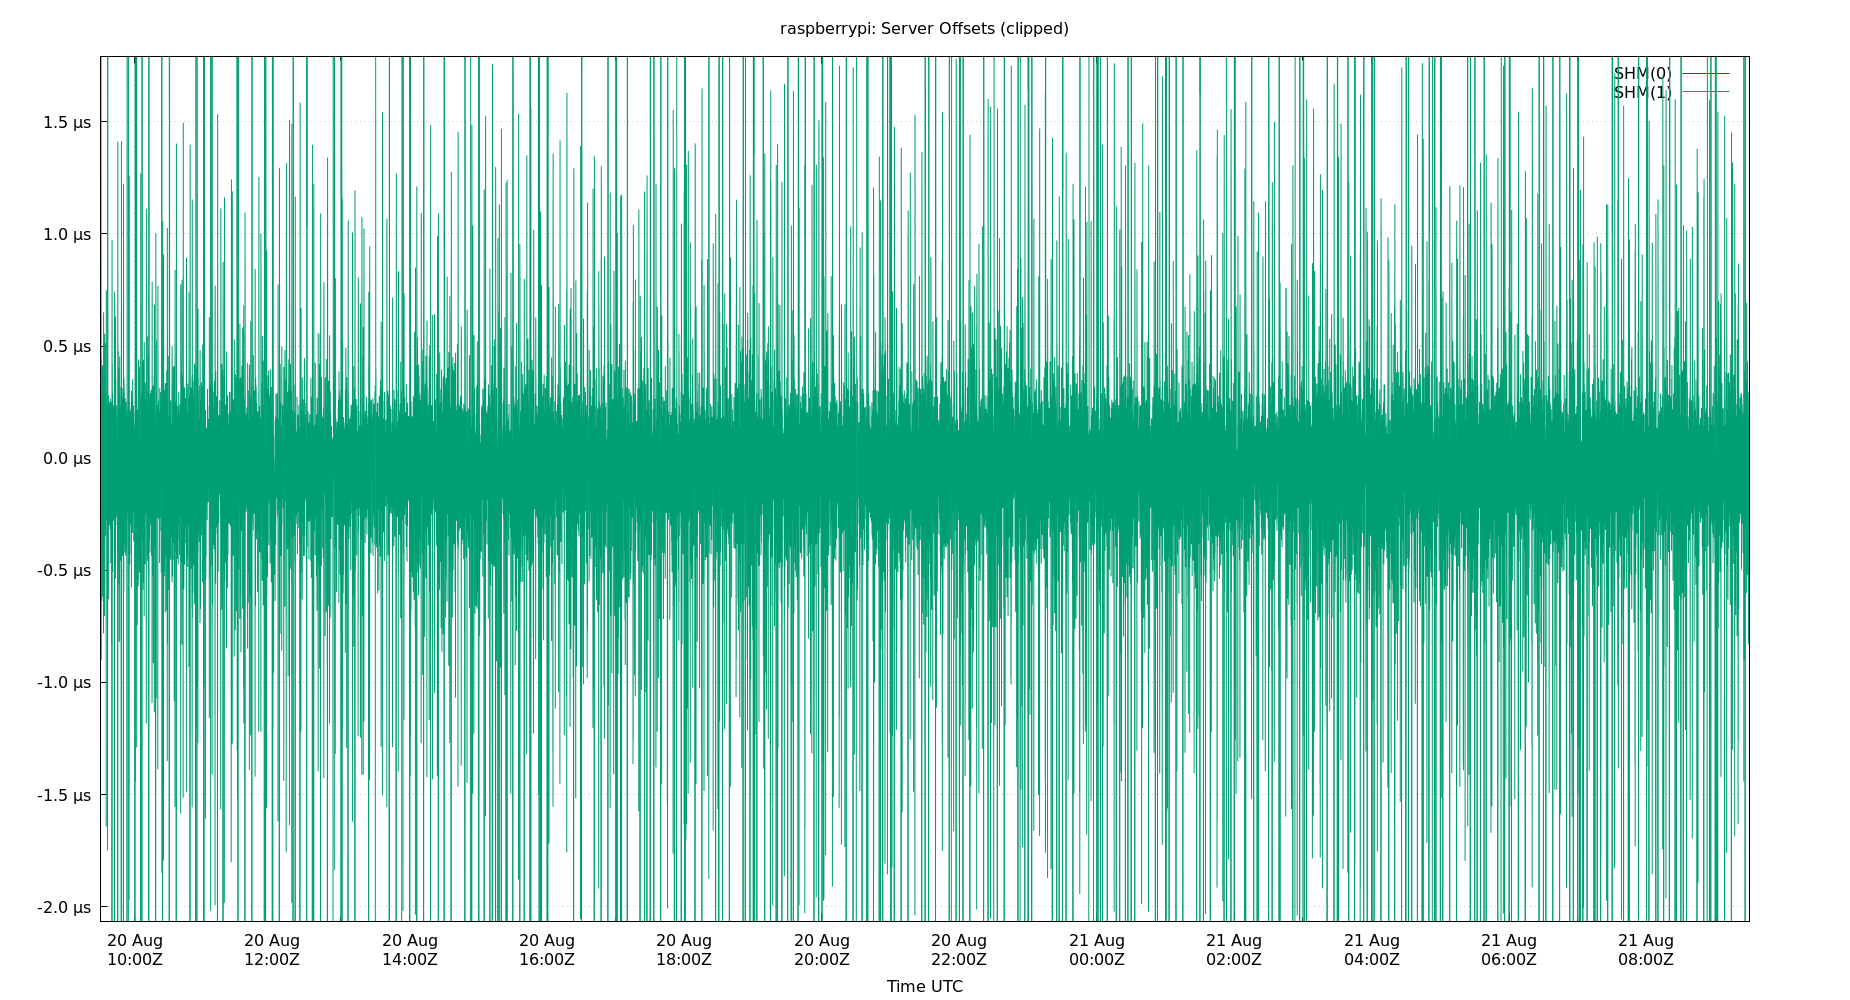 raspberrypi: Server Offsets (clipped)
SHM(0)
SHM(1)
1.5 µs
1.0 µs
0.5 µs
0.0 µs
-0.5 µs
-1.0 µs
-1.5 µs
-2.0 µs
20 Aug 20 Aug 20 Aug 20 Aug 20 Aug 20 Aug 20 Aug 21 Aug 21 Aug 21 Aug 21 Aug 21 Aug
10:00Z 12:00Z 14:00Z 16:00Z 18:00Z 20:00Z 22:00Z 00:00Z 02:00Z 04:00Z 06:00Z 08:00Z
Time UTC